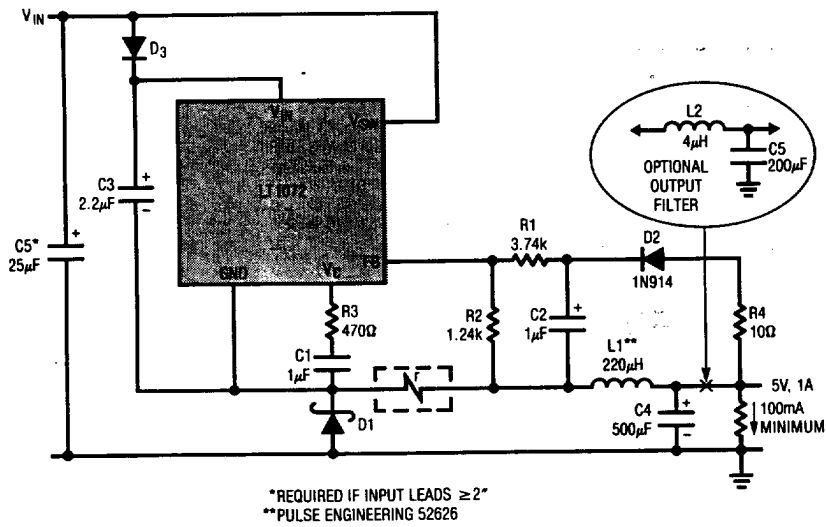 VIN
D3
VIN
VSW
LT1072
C3
2.2μF
C5*
25μF
GND
VC
FB
R3
470Ω
C1
1μF
r
D1
R1
3.74k
R2
1.24k
C2
1μF
D2
1N914
R4
10Ω
L1**
220μH
C4
500μF
5V, 1A
100mA
MINIMUM
L2
4μH
C5
200μF
OPTIONAL
OUTPUT
FILTER
*REQUIRED IF INPUT LEADS ≥2"
**PULSE ENGINEERING 52626